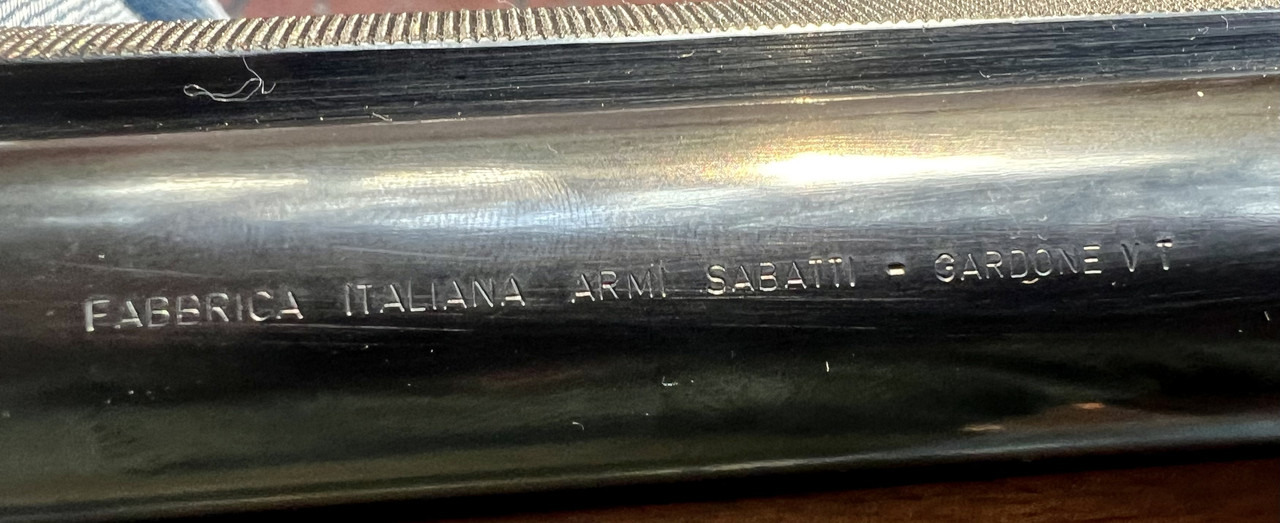 FABBRICA ITALIANA ARMI SABATTI - GARDONE V T